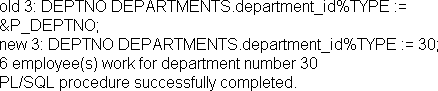 old 3: DEPTNO DEPARTMENTS.department_id%TYPE :=
&P_DEPTNO;
new 3: DEPTNO DEPARTMENTS.department_id%TYPE := 30;
6 employee(s) work for department number 30
PL/SQL procedure successfully completed.